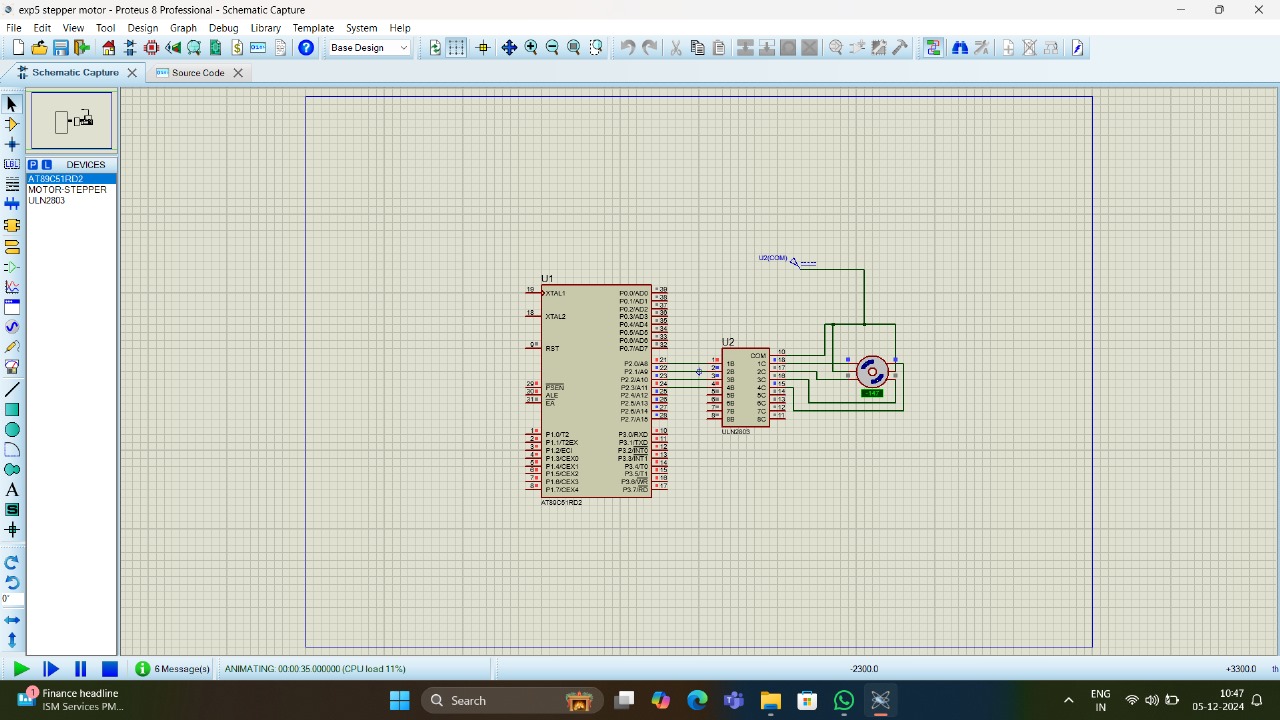 exp5 stepper motor - Proteus 8 Professional - Schematic Capture
File Edit View Tool Design Graph Debug Library Template System Help
Base Design
Schematic Capture
Source Code
P L DEVICES
AT89C51RD2
MOTOR-STEPPER
ULN2803
LBL
A
S
0°
U2(COM)
U1
19 XTAL1
18 XTAL2
9 RST
29 PSEN
30 ALE
31 EA
1 P1.0/T2
2 P1.1/T2EX
3 P1.2/ECI
4 P1.3/CEX0
5 P1.4/CEX1
6 P1.5/CEX2
7 P1.6/CEX3
8 P1.7/CEX4
P0.0/AD0 39
P0.1/AD1 38
P0.2/AD2 37
P0.3/AD3 36
P0.4/AD4 35
P0.5/AD5 34
P0.6/AD6 33
P0.7/AD7 32
P2.0/A8 21
P2.1/A9 22
P2.2/A10 23
P2.3/A11 24
P2.4/A12 25
P2.5/A13 26
P2.6/A14 27
P2.7/A15 28
P3.0/RXD 10
P3.1/TXD 11
P3.2/INT0 12
P3.3/INT1 13
P3.4/T0 14
P3.5/T1 15
P3.6/WR 16
P3.7/RD 17
AT89C51RD2
U2
COM 10
1 1B 1C 18
2 2B 2C 17
3 3B 3C 16
4 4B 4C 15
5 5B 5C 14
6 6B 6C 13
7 7B 7C 12
8 8B 8C 11
ULN2803
-147
6 Message(s)
ANIMATING: 00:00:35.000000 (CPU load 11%)
-2300.0
+3300.0
th
1
Finance headline
ISM Services PM...
Search
ENG
IN
10:47
05-12-2024